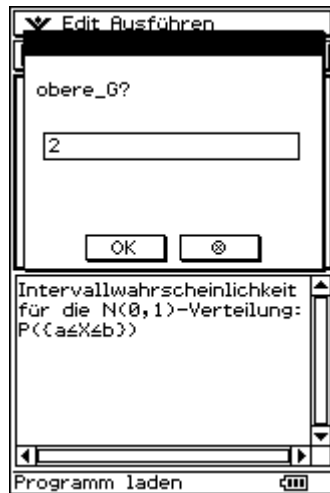 Edit Ausführen
obere_G?
2
OK ⊗
Intervallwahrscheinlichkeit
für die N(0,1)-Verteilung:
P({a≤X≤b})
Programm laden